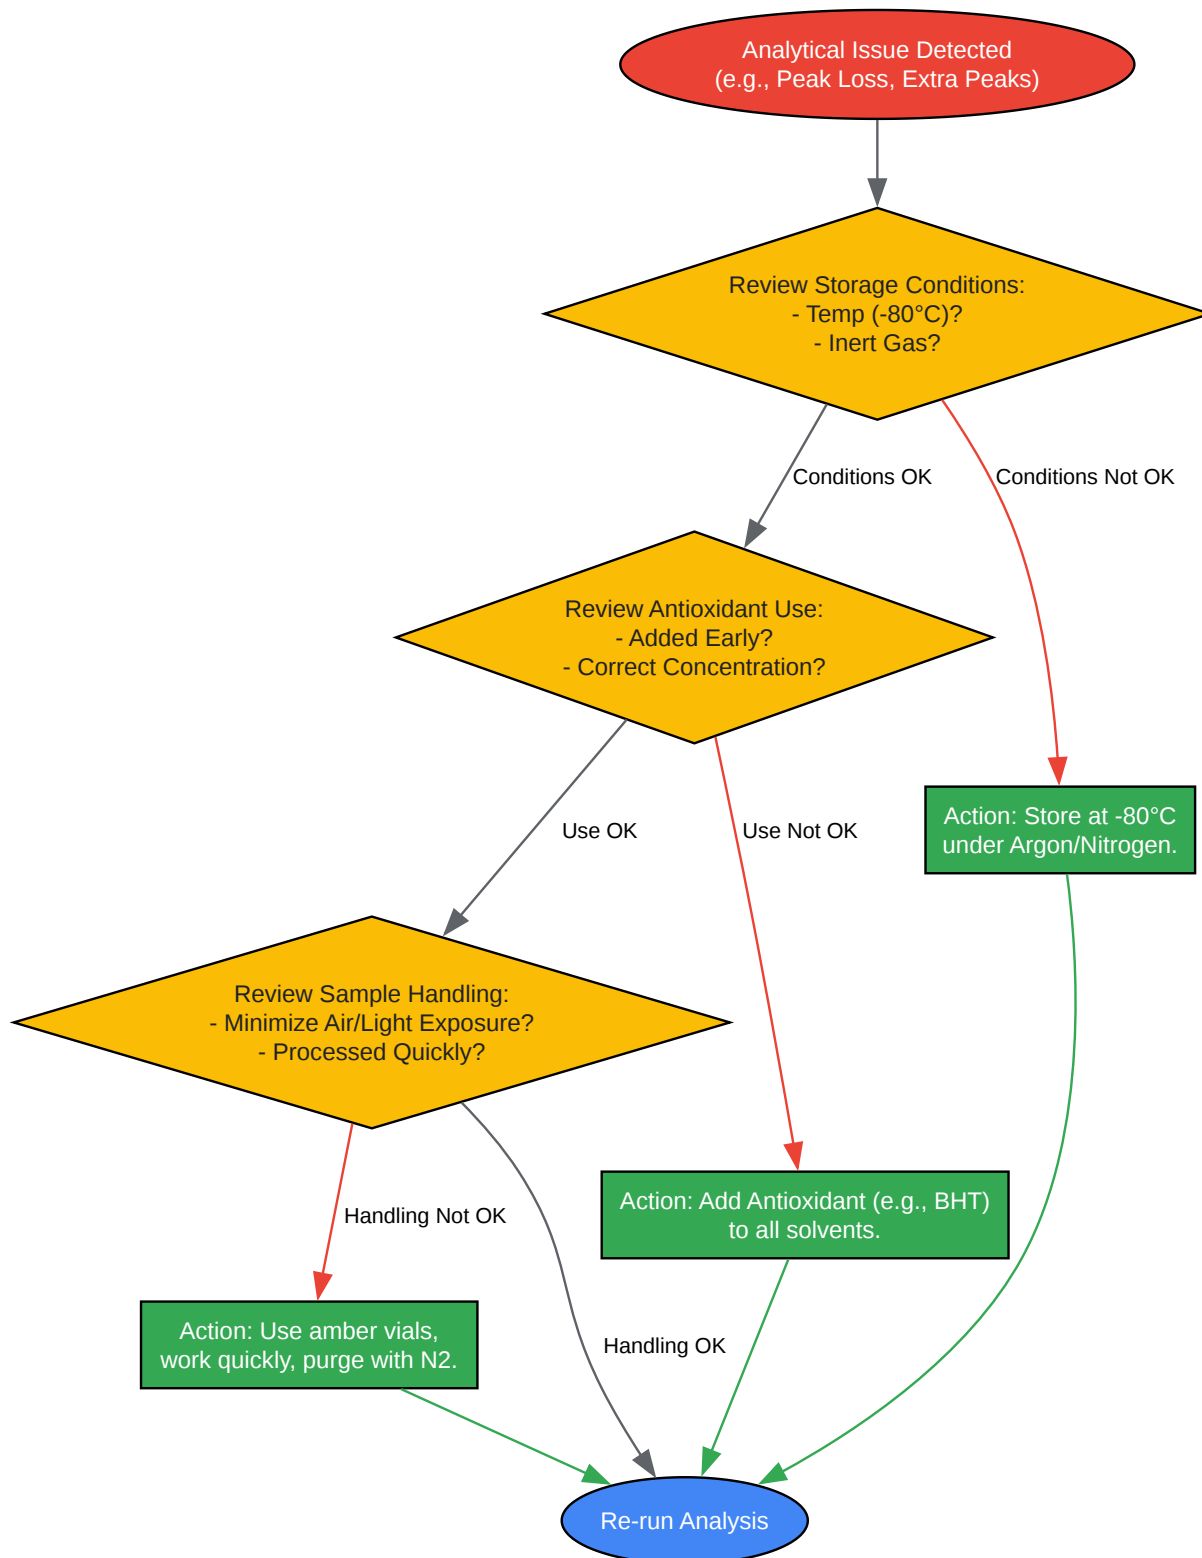 Analytical Issue Detected
(e.g., Peak Loss, Extra Peaks)
Review Storage Conditions:
- Temp (-80°C)?
- Inert Gas?
Conditions OK
Conditions Not OK
Review Antioxidant Use:
- Added Early?
- Correct Concentration?
Use OK
Use Not OK
Action: Store at -80°C
under Argon/Nitrogen.
Review Sample Handling:
- Minimize Air/Light Exposure?
- Processed Quickly?
Handling Not OK
Action: Add Antioxidant (e.g., BHT)
to all solvents.
Action: Use amber vials,
work quickly, purge with N2.
Handling OK
Re-run Analysis